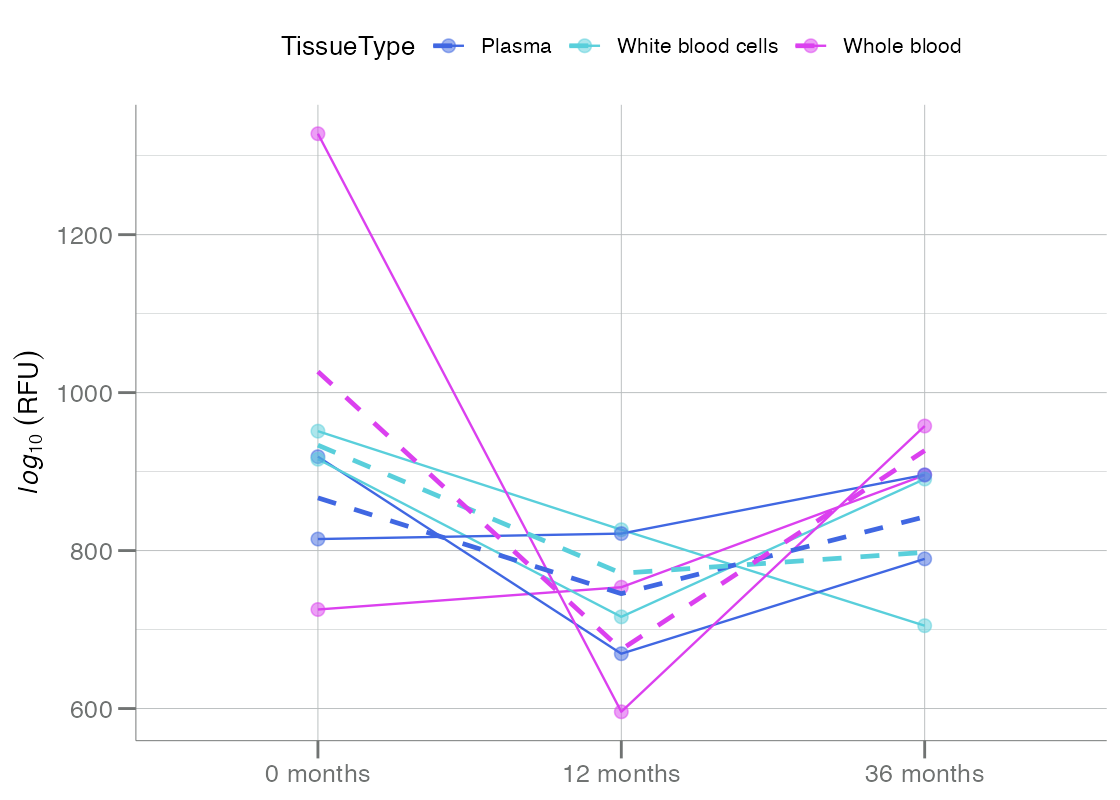 TissueType Plasma White blood cells Whole blood
1200
1000
800
600
log₁₀ (RFU)
0 months 12 months 36 months